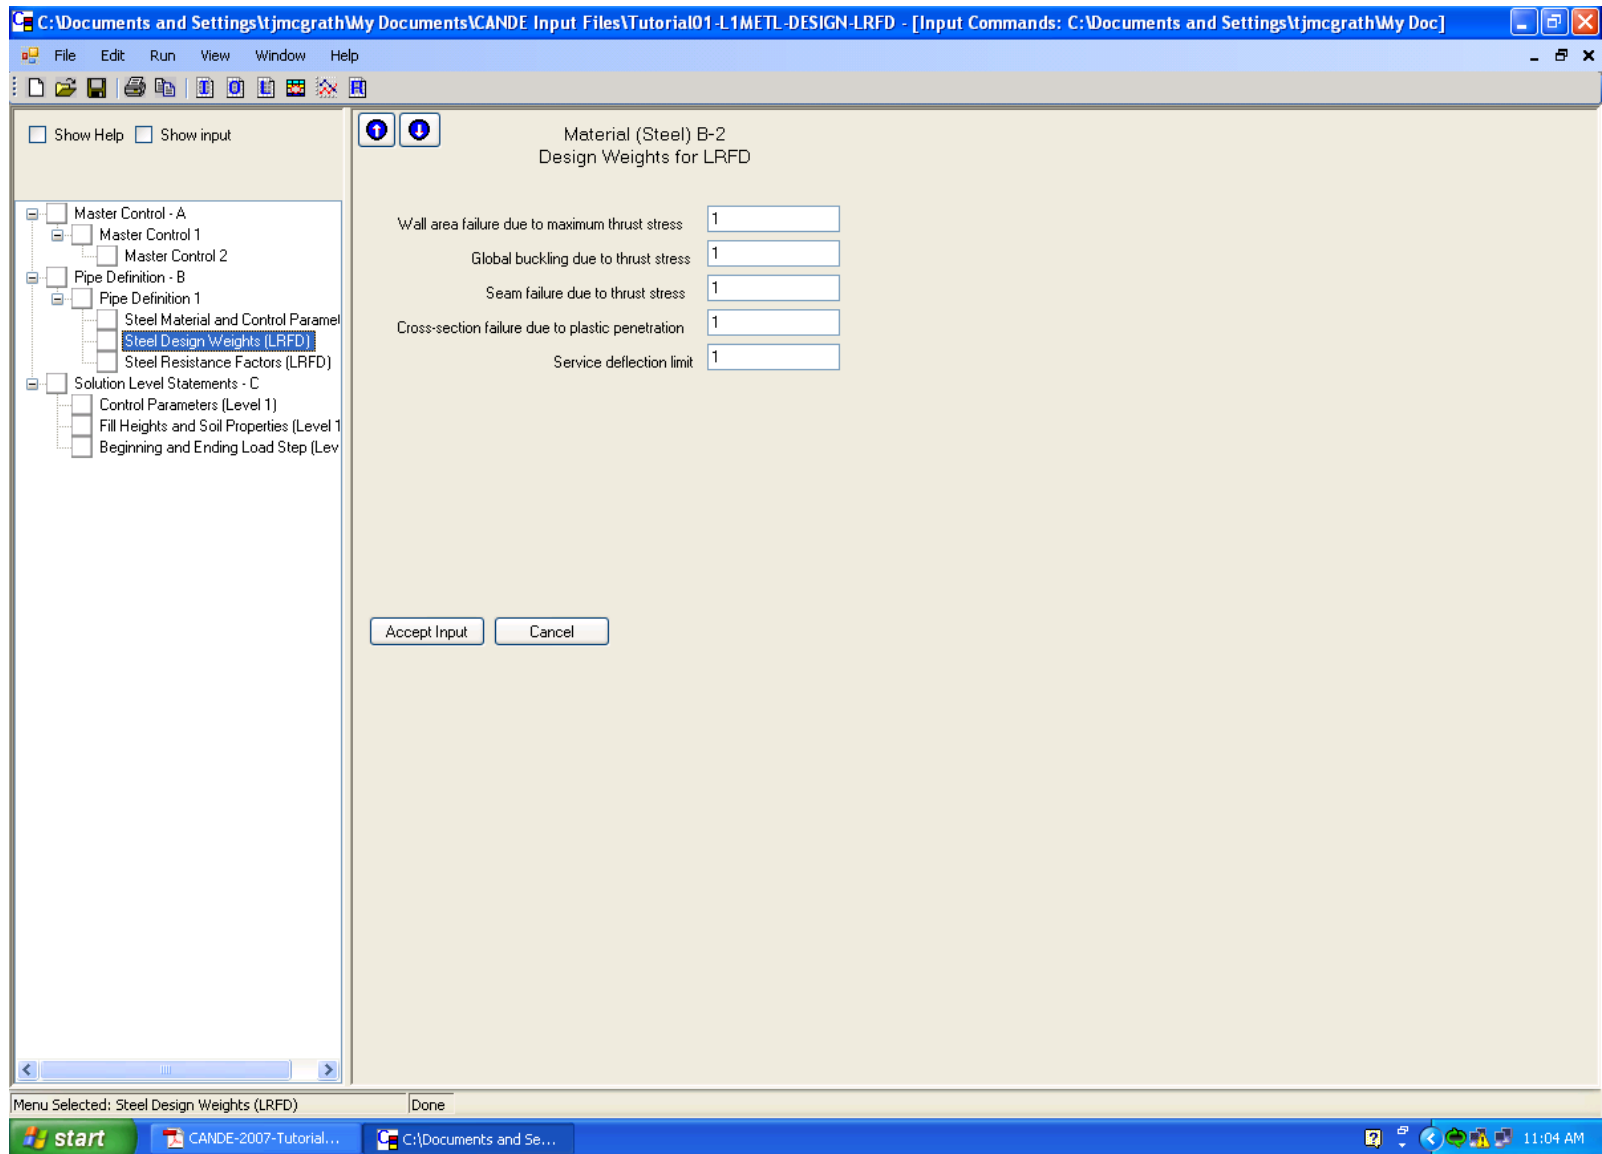 C:\Documents and Settings\tjmcgrath\My Documents\CANDE Input Files\Tutorial01-L1METL-DESIGN-LRFD - [Input Commands: C:\Documents and Settings\tjmcgrath\My Doc]
File Edit Run View Window Help
Show Help Show input
Master Control - A
Master Control 1
Master Control 2
Pipe Definition - B
Pipe Definition 1
Steel Material and Control Paramet
Steel Design Weights (LRFD)
Steel Resistance Factors (LRFD)
Solution Level Statements - C
Control Parameters (Level 1)
Fill Heights and Soil Properties (Level 1
Beginning and Ending Load Step (Lev
Material (Steel) B-2
Design Weights for LRFD
Wall area failure due to maximum thrust stress 1
Global buckling due to thrust stress 1
Seam failure due to thrust stress 1
Cross-section failure due to plastic penetration 1
Service deflection limit 1
Accept Input Cancel
Menu Selected: Steel Design Weights (LRFD) Done
start CANDE-2007-Tutorial... C:\Documents and Se... 11:04 AM